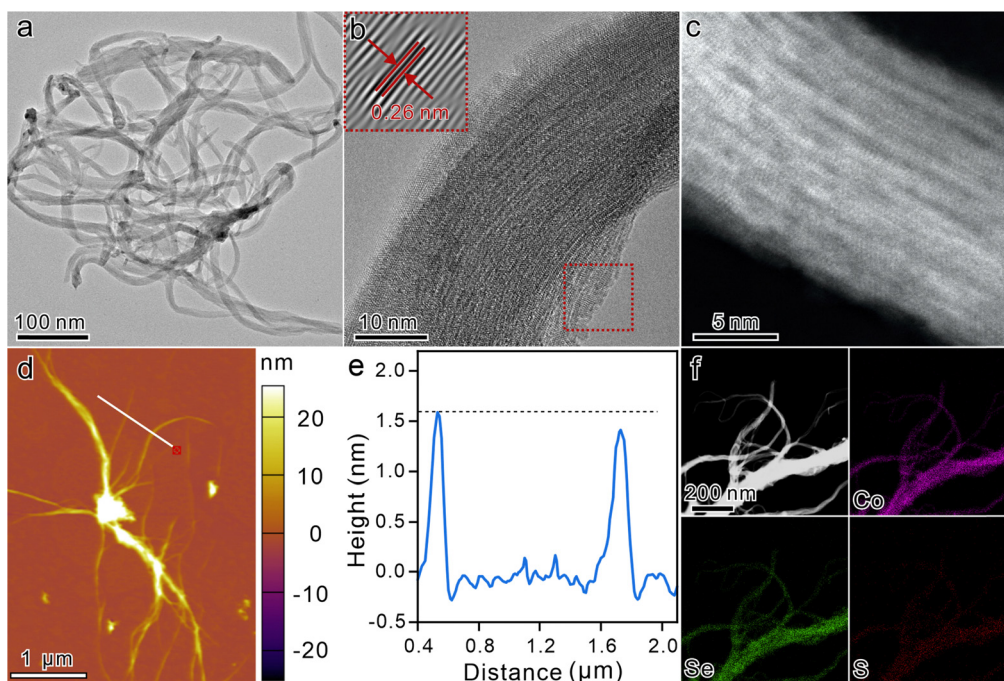 a
100 nm
b
0.26 nm
10 nm
c
5 nm
d
nm
20
10
0
-10
-20
1 μm
e
Height (nm)
2.0
1.5
1.0
0.5
0.0
-0.5
0.4 0.8 1.2 1.6 2.0
Distance (μm)
f
200 nm
Co
Se
S